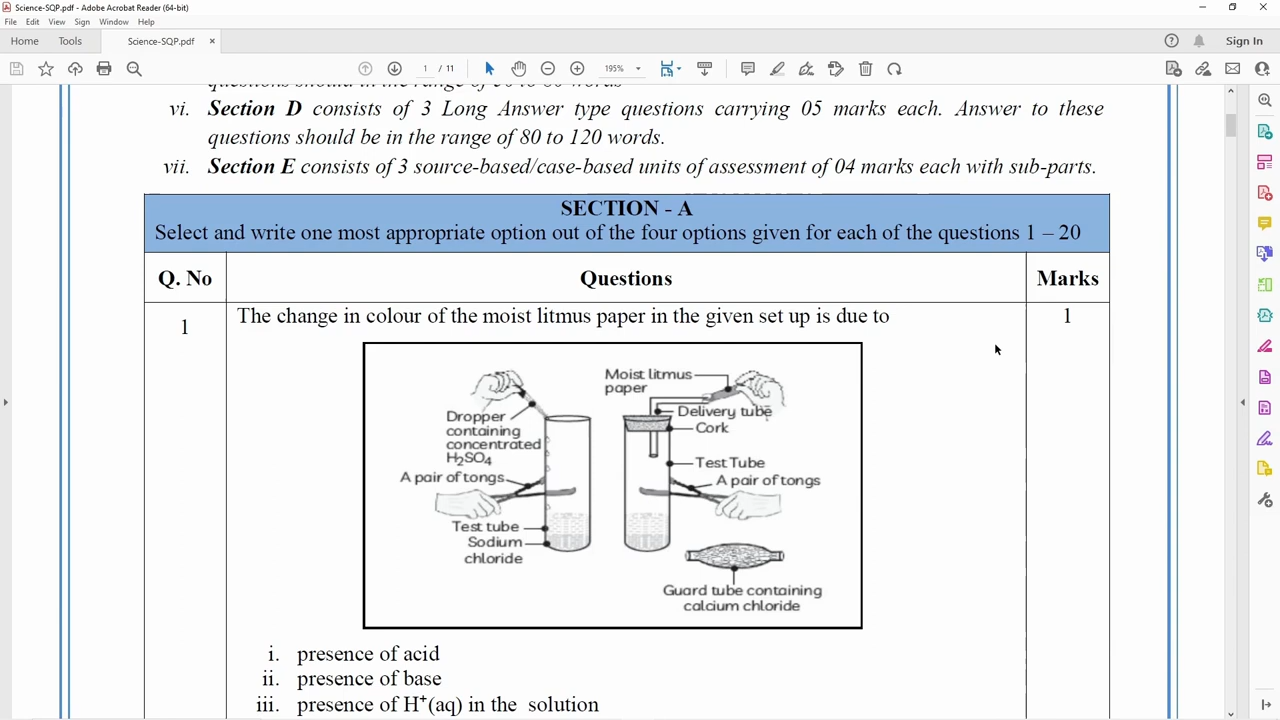 Science-SQP.pdf - Adobe Acrobat Reader (64-bit)
File Edit View Sign Window Help
Home Tools Science-SQP.pdf × Sign In
1 / 11 195%
vi. Section D consists of 3 Long Answer type questions carrying 05 marks each. Answer to these
questions should be in the range of 80 to 120 words.
vii. Section E consists of 3 source-based/case-based units of assessment of 04 marks each with sub-parts.
SECTION - A
Select and write one most appropriate option out of the four options given for each of the questions 1 – 20
Q. No Questions Marks
1 The change in colour of the moist litmus paper in the given set up is due to 1
Moist litmus
paper
Dropper
containing
concentrated
H₂SO₄
Delivery tube
Cork
Test Tube
A pair of tongs
A pair of tongs
Test tube
Sodium
chloride
Guard tube containing
calcium chloride
i. presence of acid
ii. presence of base
iii. presence of H⁺(aq) in the solution